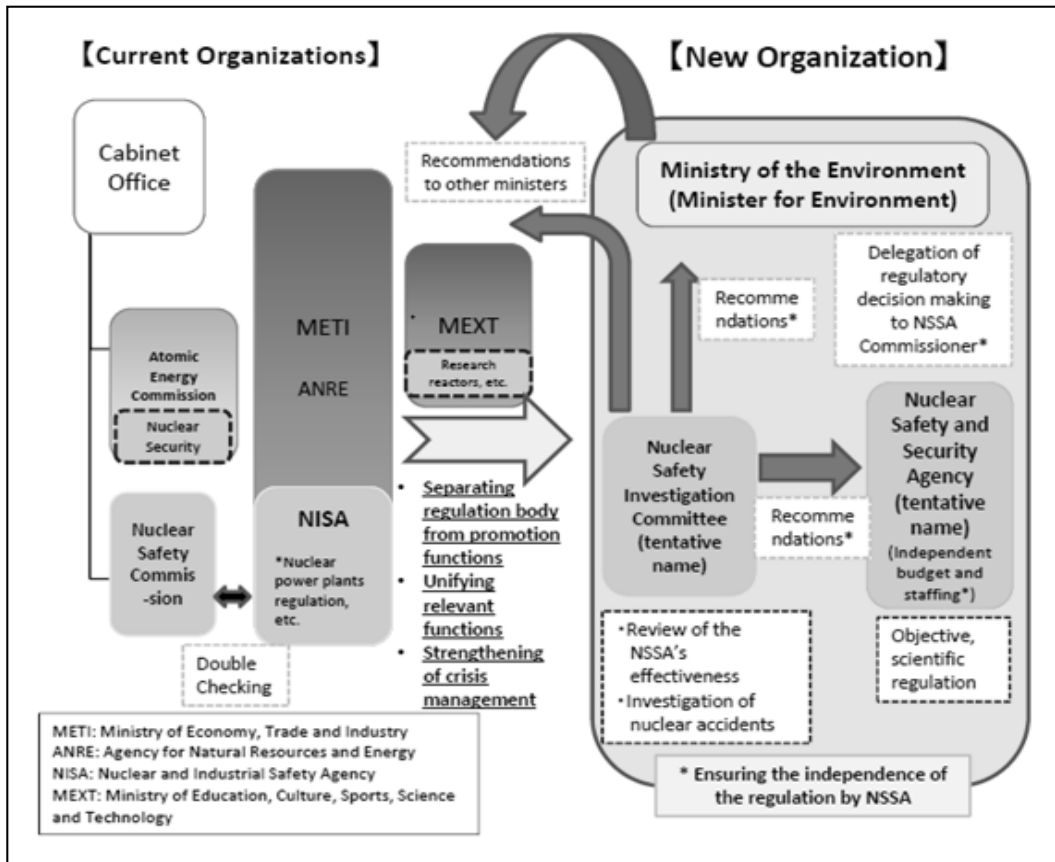 【Current Organizations】
【New Organization】
Cabinet
Office
Recommendations
to other ministers
Ministry of the Environment
(Minister for Environment)
Delegation of
regulatory
decision making
to NSSA
Commissioner*
Recomme
ndations*
METI
ANRE
MEXT
Research
reactors, etc.
Atomic
Energy
Commission
Nuclear
Security
Nuclear
Safety
Commis
-sion
NISA
*Nuclear
power plants
regulation,
etc.
Double
Checking
• Separating
regulation body
from promotion
functions
• Unifying
relevant
functions
• Strengthening
of crisis
management
Nuclear
Safety
Investigation
Committee
(tentative
name)
Recomme
ndations*
Nuclear
Safety and
Security
Agency
(tentative
name)
(Independent
budget and
staffing*)
・Review of the
NSSA's
effectiveness
・Investigation of
nuclear accidents
Objective,
scientific
regulation
METI: Ministry of Economy, Trade and Industry
ANRE: Agency for Natural Resources and Energy
NISA: Nuclear and Industrial Safety Agency
MEXT: Ministry of Education, Culture, Sports, Science
and Technology
* Ensuring the independence of
the regulation by NSSA